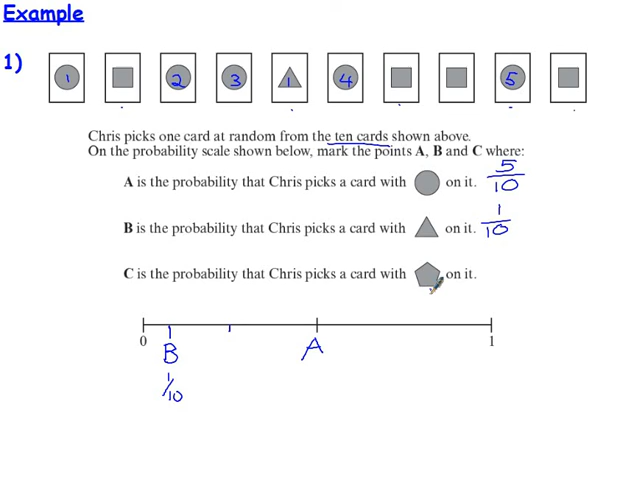 Example
1)
1 2 3 1 4 5
Chris picks one card at random from the ten cards shown above.
On the probability scale shown below, mark the points A, B and C where:
A is the probability that Chris picks a card with on it. 5/10
B is the probability that Chris picks a card with on it. 1/10
C is the probability that Chris picks a card with on it.
0 1
B A
1/10